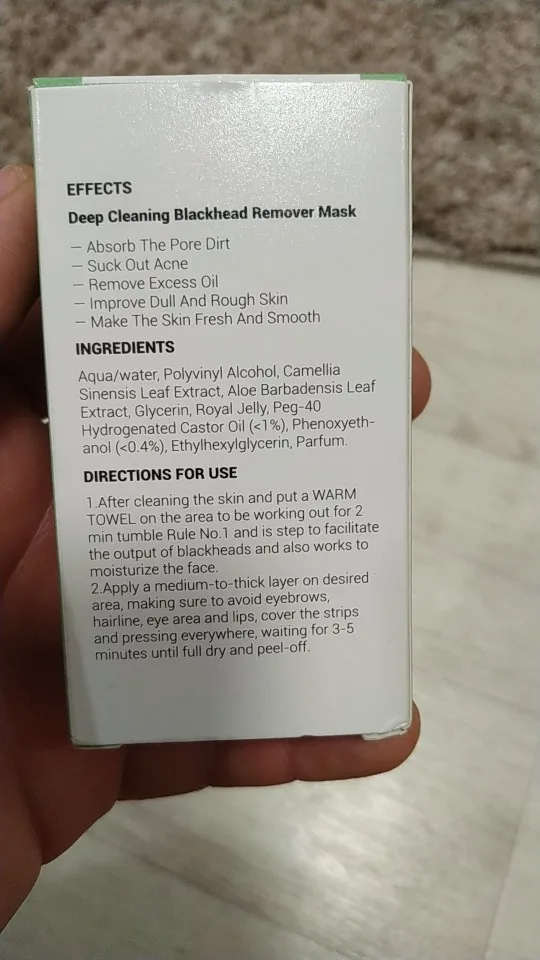 EFFECTS
Deep Cleaning Blackhead Remover Mask
— Absorb The Pore Dirt
— Suck Out Acne
— Remove Excess Oil
— Improve Dull And Rough Skin
— Make The Skin Fresh And Smooth
INGREDIENTS
Aqua/water, Polyvinyl Alcohol, Camellia
Sinensis Leaf Extract, Aloe Barbadensis Leaf
Extract, Glycerin, Royal Jelly, Peg-40
Hydrogenated Castor Oil (<1%), Phenoxyeth-
anol (<0.4%), Ethylhexylglycerin, Parfum.
DIRECTIONS FOR USE
1.After cleaning the skin and put a WARM
TOWEL on the area to be working out for 2
min tumble Rule No.1 and is step to facilitate
the output of blackheads and also works to
moisturize the face.
2.Apply a medium-to-thick layer on desired
area, making sure to avoid eyebrows,
hairline, eye area and lips, cover the strips
and pressing everywhere, waiting for 3-5
minutes until full dry and peel-off.